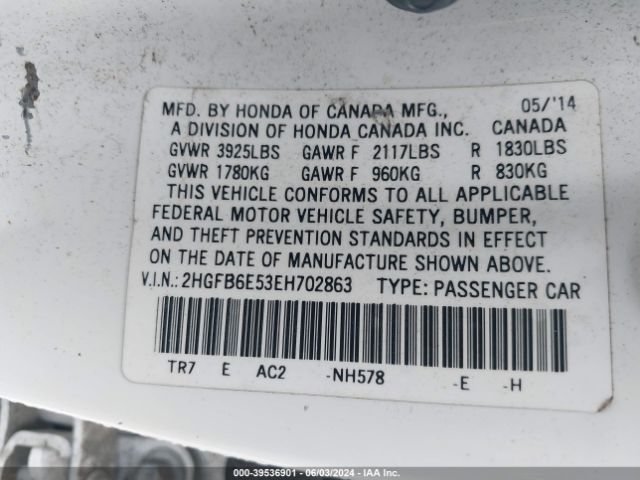 MFD. BY HONDA OF CANADA MFG., 05/'14
A DIVISION OF HONDA CANADA INC. CANADA
GVWR 3925LBS GAWR F 2117LBS R 1830LBS
GVWR 1780KG GAWR F 960KG R 830KG
THIS VEHICLE CONFORMS TO ALL APPLICABLE
FEDERAL MOTOR VEHICLE SAFETY, BUMPER,
AND THEFT PREVENTION STANDARDS IN EFFECT
ON THE DATE OF MANUFACTURE SHOWN ABOVE.
V.I.N.: 2HGFB6E53EH702863 TYPE: PASSENGER CAR
TR7 E AC2 -NH578 -E -H
000-39536901 - 06/03/2024 - IAAI.com